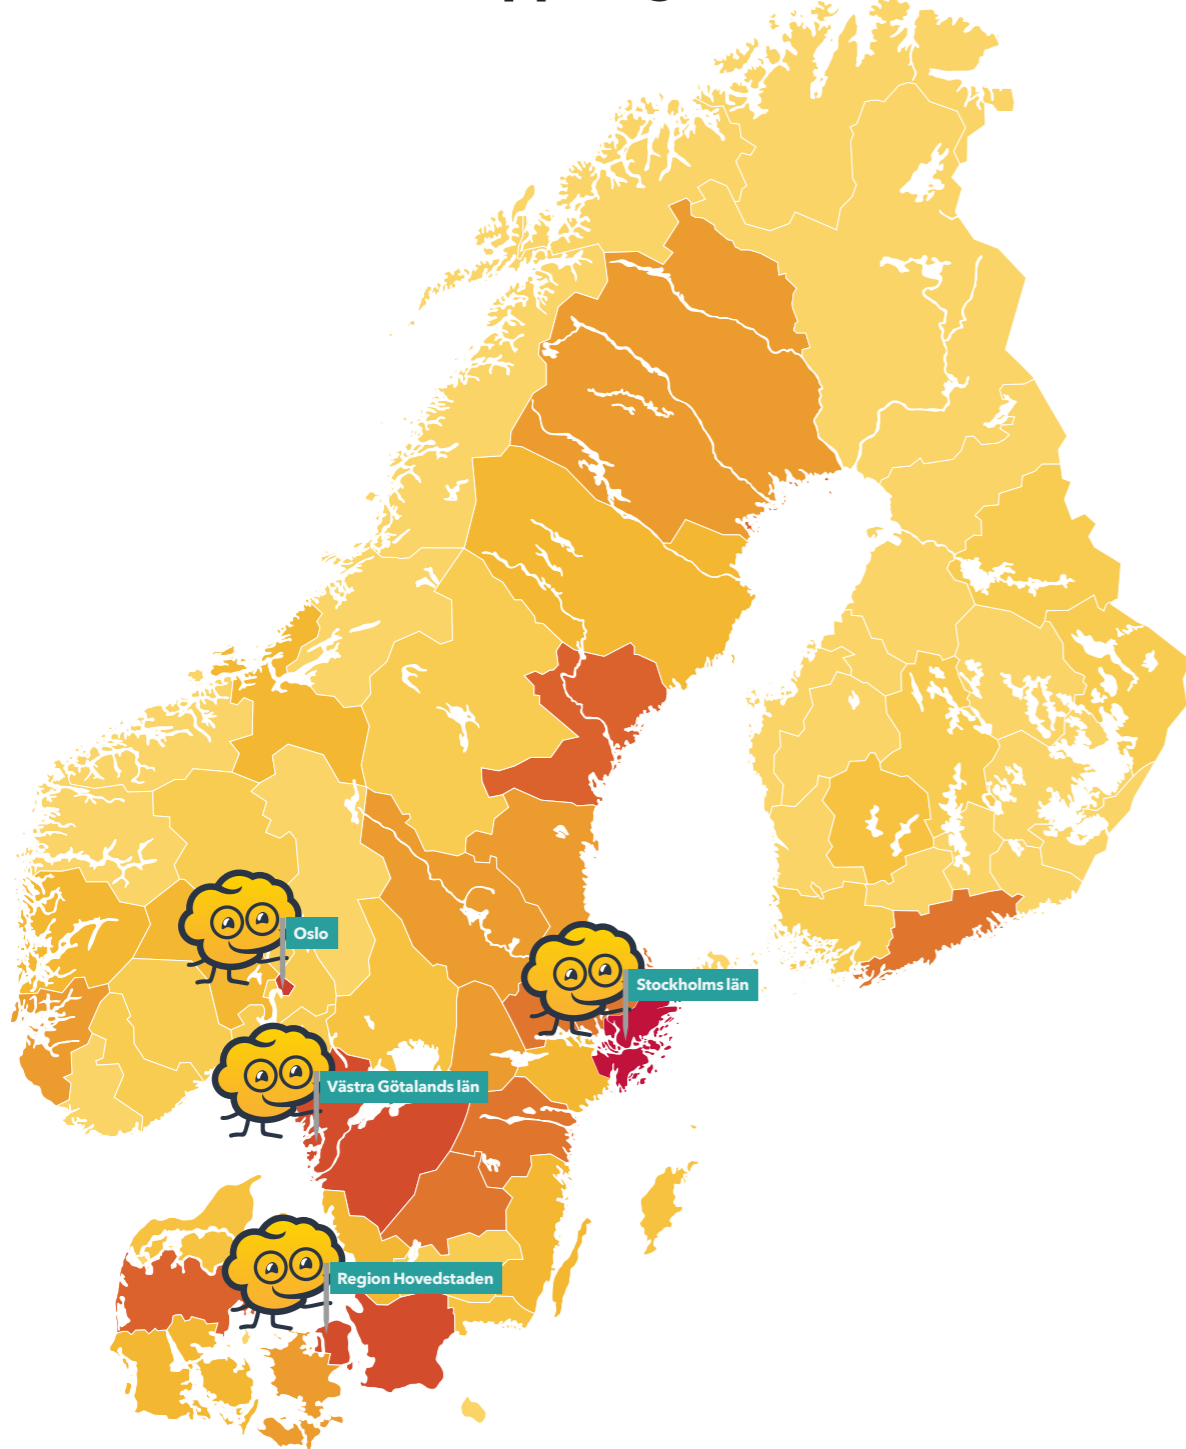 Oslo
Stockholms län
Västra Götalands län
Region Hovedstaden